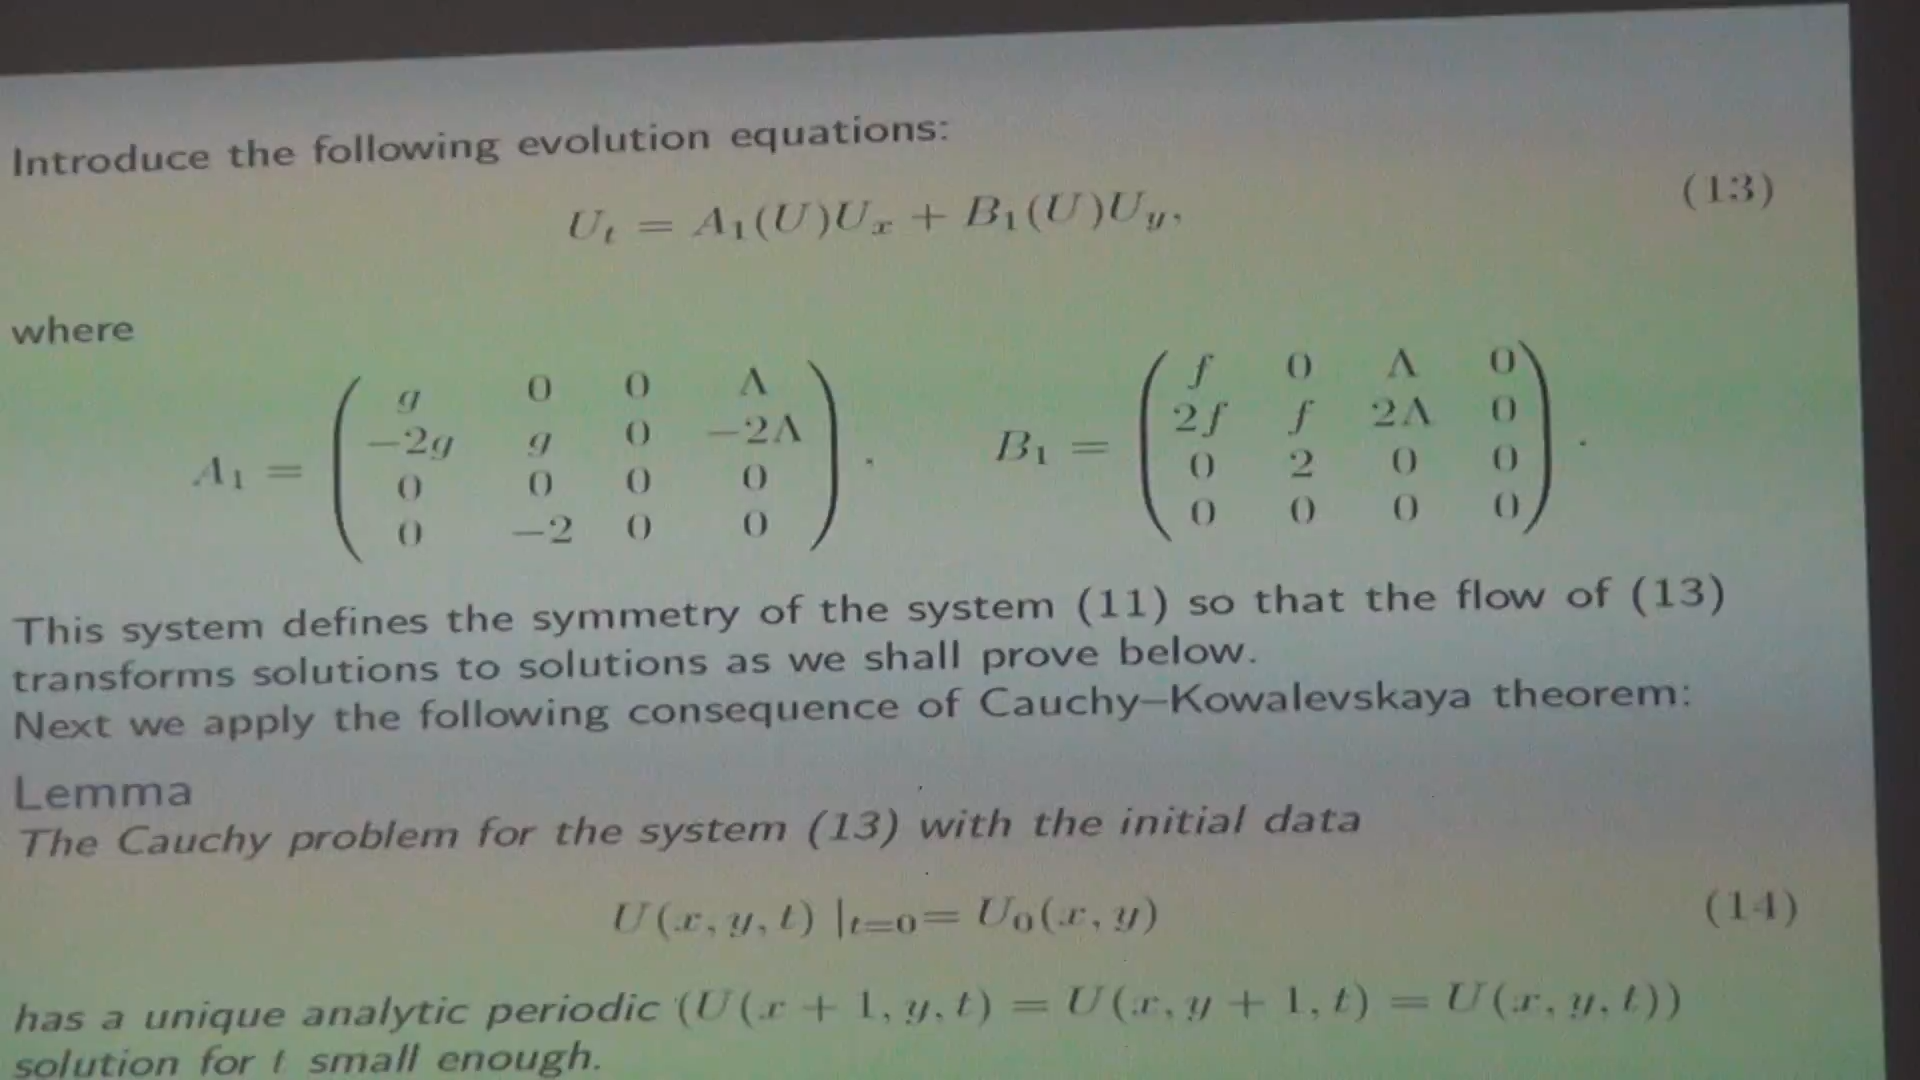 Introduce the following evolution equations:
U_t = A_1(U)U_x + B_1(U)U_y, (13)
where
A_1 = ( g 0 0 Λ ; −2g g 0 −2Λ ; 0 0 0 0 ; 0 −2 0 0 ) , B_1 = ( f 0 Λ 0 ; 2f f 2Λ 0 ; 0 2 0 0 ; 0 0 0 0 ) .
This system defines the symmetry of the system (11) so that the flow of (13)
transforms solutions to solutions as we shall prove below.
Next we apply the following consequence of Cauchy–Kowalevskaya theorem:
Lemma
The Cauchy problem for the system (13) with the initial data
U(x, y, t) |_{t=0}= U_0(x, y) (14)
has a unique analytic periodic (U(x + 1, y, t) = U(x, y + 1, t) = U(x, y, t))
solution for t small enough.